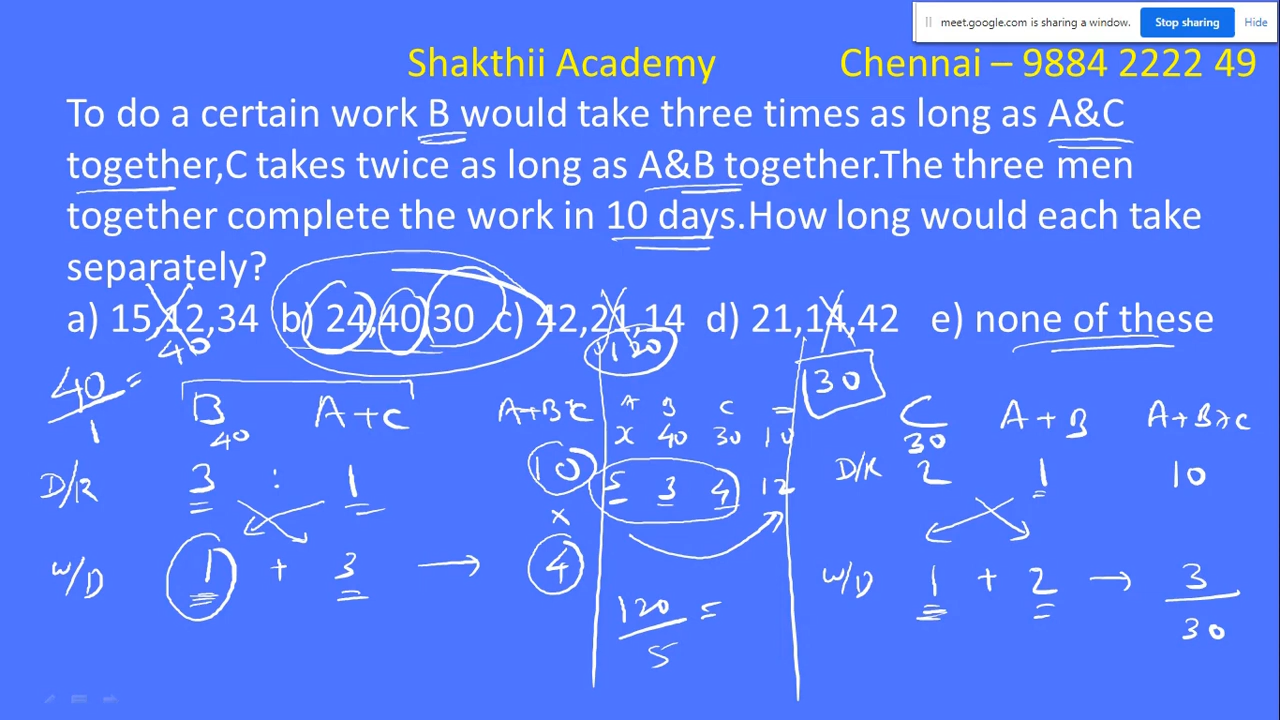 meet.google.com is sharing a window. Stop sharing Hide
Shakthii Academy Chennai – 9884 2222 49
To do a certain work B would take three times as long as A&C
together,C takes twice as long as A&B together.The three men
together complete the work in 10 days.How long would each take
separately?
a) 15,12,34 b) 24,40,30 c) 42,21,14 d) 21,14,42 e) none of these
40 120
40/1 = 30
B A+C A+B+C A B C = C A+B A+B+C
40 x 40 30 10 30
D/R 3 : 1 10 5 3 4 12 D/R 2 1 10
x
W/D 1 + 3 → 4 W/D 1 + 2 → 3
120/5 = 30